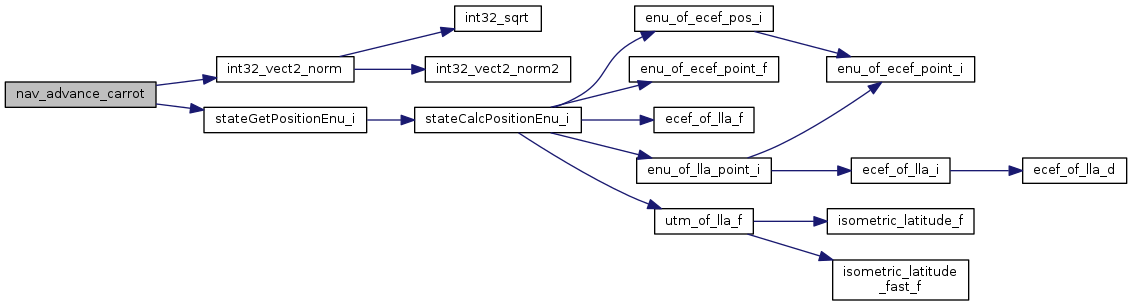 nav_advance_carrot
int32_vect2_norm
int32_sqrt
int32_vect2_norm2
stateGetPositionEnu_i
stateCalcPositionEnu_i
enu_of_ecef_pos_i
enu_of_ecef_point_i
enu_of_ecef_point_f
ecef_of_lla_f
enu_of_lla_point_i
ecef_of_lla_i
ecef_of_lla_d
utm_of_lla_f
isometric_latitude_f
isometric_latitude
_fast_f